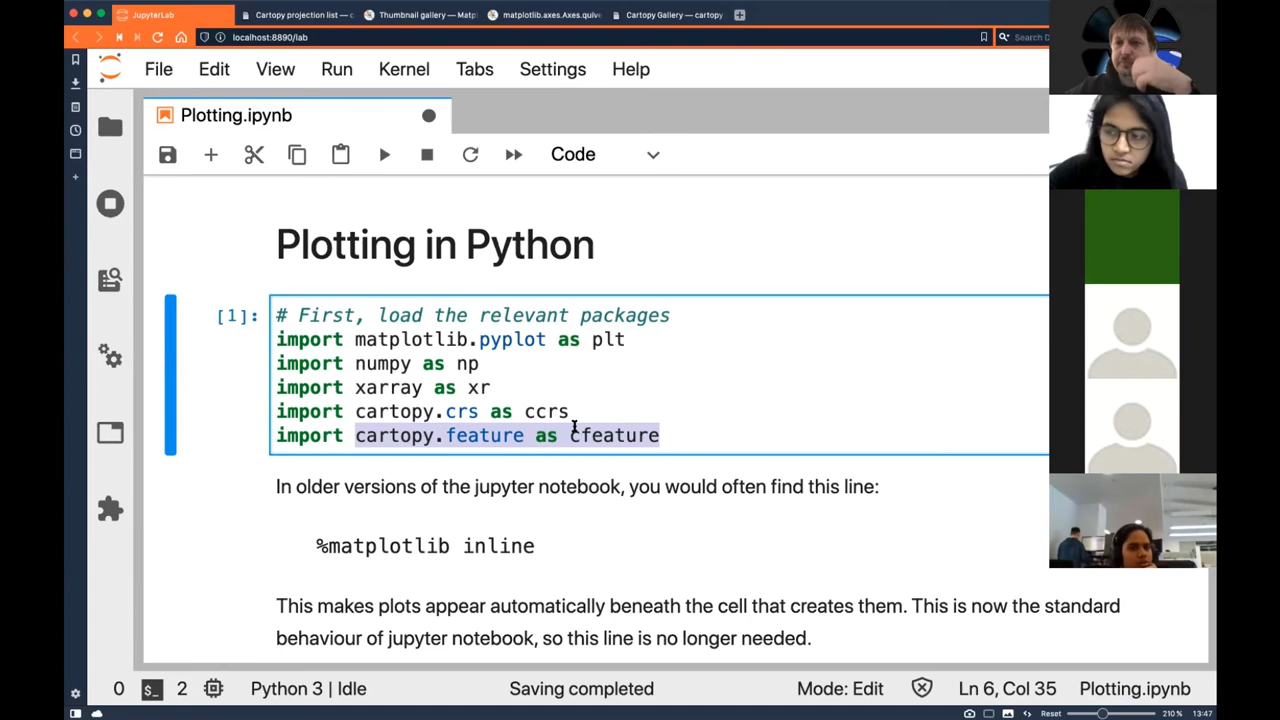 JupyterLab
Cartopy projection list — c
Thumbnail gallery — Matp
matplotlib.axes.Axes.quive
Cartopy Gallery — cartopy
localhost:8890/lab
Search D
File Edit View Run Kernel Tabs Settings Help
Plotting.ipynb
Code
Plotting in Python
[1]:
# First, load the relevant packages
import matplotlib.pyplot as plt
import numpy as np
import xarray as xr
import cartopy.crs as ccrs
import cartopy.feature as cfeature
In older versions of the jupyter notebook, you would often find this line:
%matplotlib inline
This makes plots appear automatically beneath the cell that creates them. This is now the standard
behaviour of jupyter notebook, so this line is no longer needed.
0 2 Python 3 | Idle Saving completed Mode: Edit Ln 6, Col 35 Plotting.ipynb
Reset 210 % 13:47